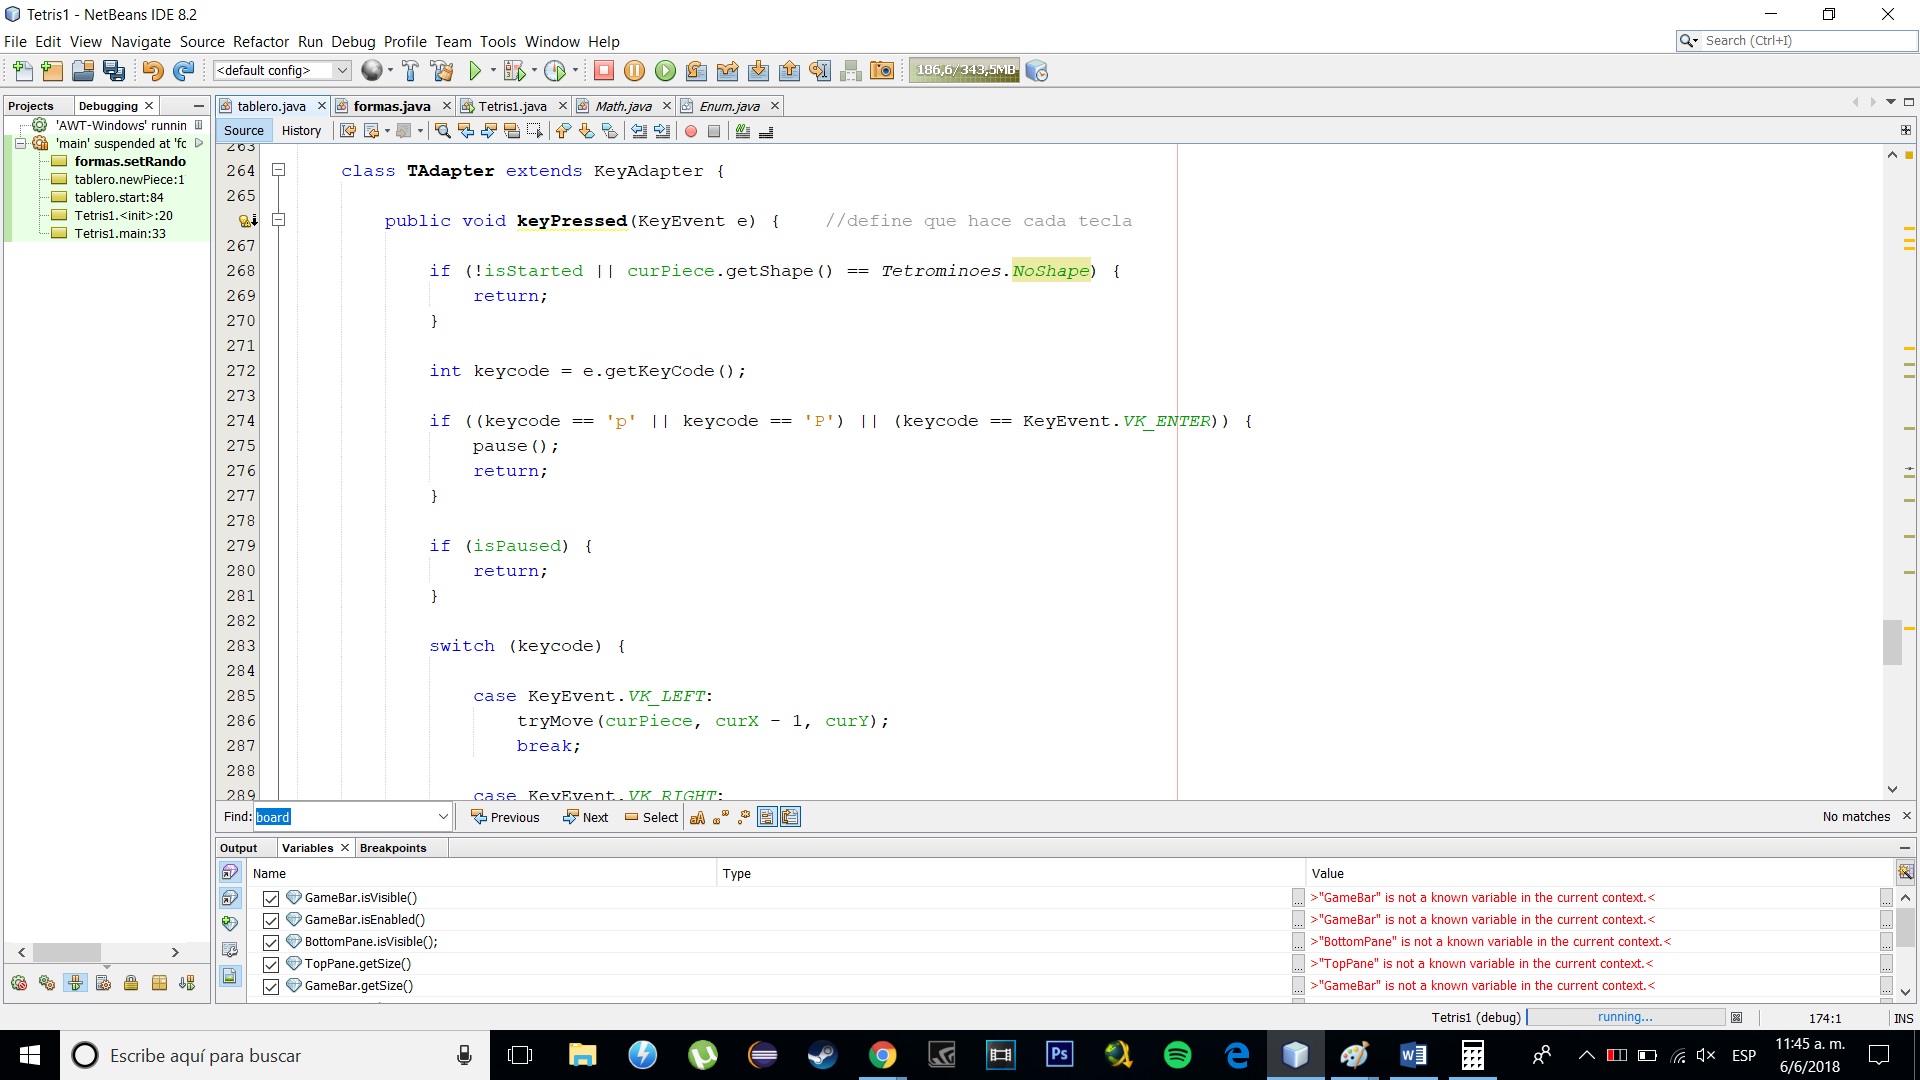 Tetris1 - NetBeans IDE 8.2
File Edit View Navigate Source Refactor Run Debug Profile Team Tools Window Help
Search (Ctrl+I)
<default config>
186,6/343,5MB
Projects Debugging
tablero.java formas.java Tetris1.java Math.java Enum.java
'AWT-Windows' runnin
'main' suspended at 'fo
formas.setRando
tablero.newPiece:1
tablero.start:84
Tetris1.<init>:20
Tetris1.main:33
Source History
263
264 class TAdapter extends KeyAdapter {
265
public void keyPressed(KeyEvent e) { //define que hace cada tecla
267
268 if (!isStarted || curPiece.getShape() == Tetrominoes.NoShape) {
269 return;
270 }
271
272 int keycode = e.getKeyCode();
273
274 if ((keycode == 'p' || keycode == 'P') || (keycode == KeyEvent.VK_ENTER)) {
275 pause();
276 return;
277 }
278
279 if (isPaused) {
280 return;
281 }
282
283 switch (keycode) {
284
285 case KeyEvent.VK_LEFT:
286 tryMove(curPiece, curX - 1, curY);
287 break;
288
289 case KeyEvent.VK_RIGHT:
Find: board Previous Next Select No matches
Output Variables Breakpoints
Name Type Value
GameBar.isVisible() >"GameBar" is not a known variable in the current context.<
GameBar.isEnabled() >"GameBar" is not a known variable in the current context.<
BottomPane.isVisible(); >"BottomPane" is not a known variable in the current context.<
TopPane.getSize() >"TopPane" is not a known variable in the current context.<
GameBar.getSize() >"GameBar" is not a known variable in the current context.<
Tetris1 (debug) running... 174:1 INS
Escribe aquí para buscar
Ps
ESP
11:45 a. m.
6/6/2018